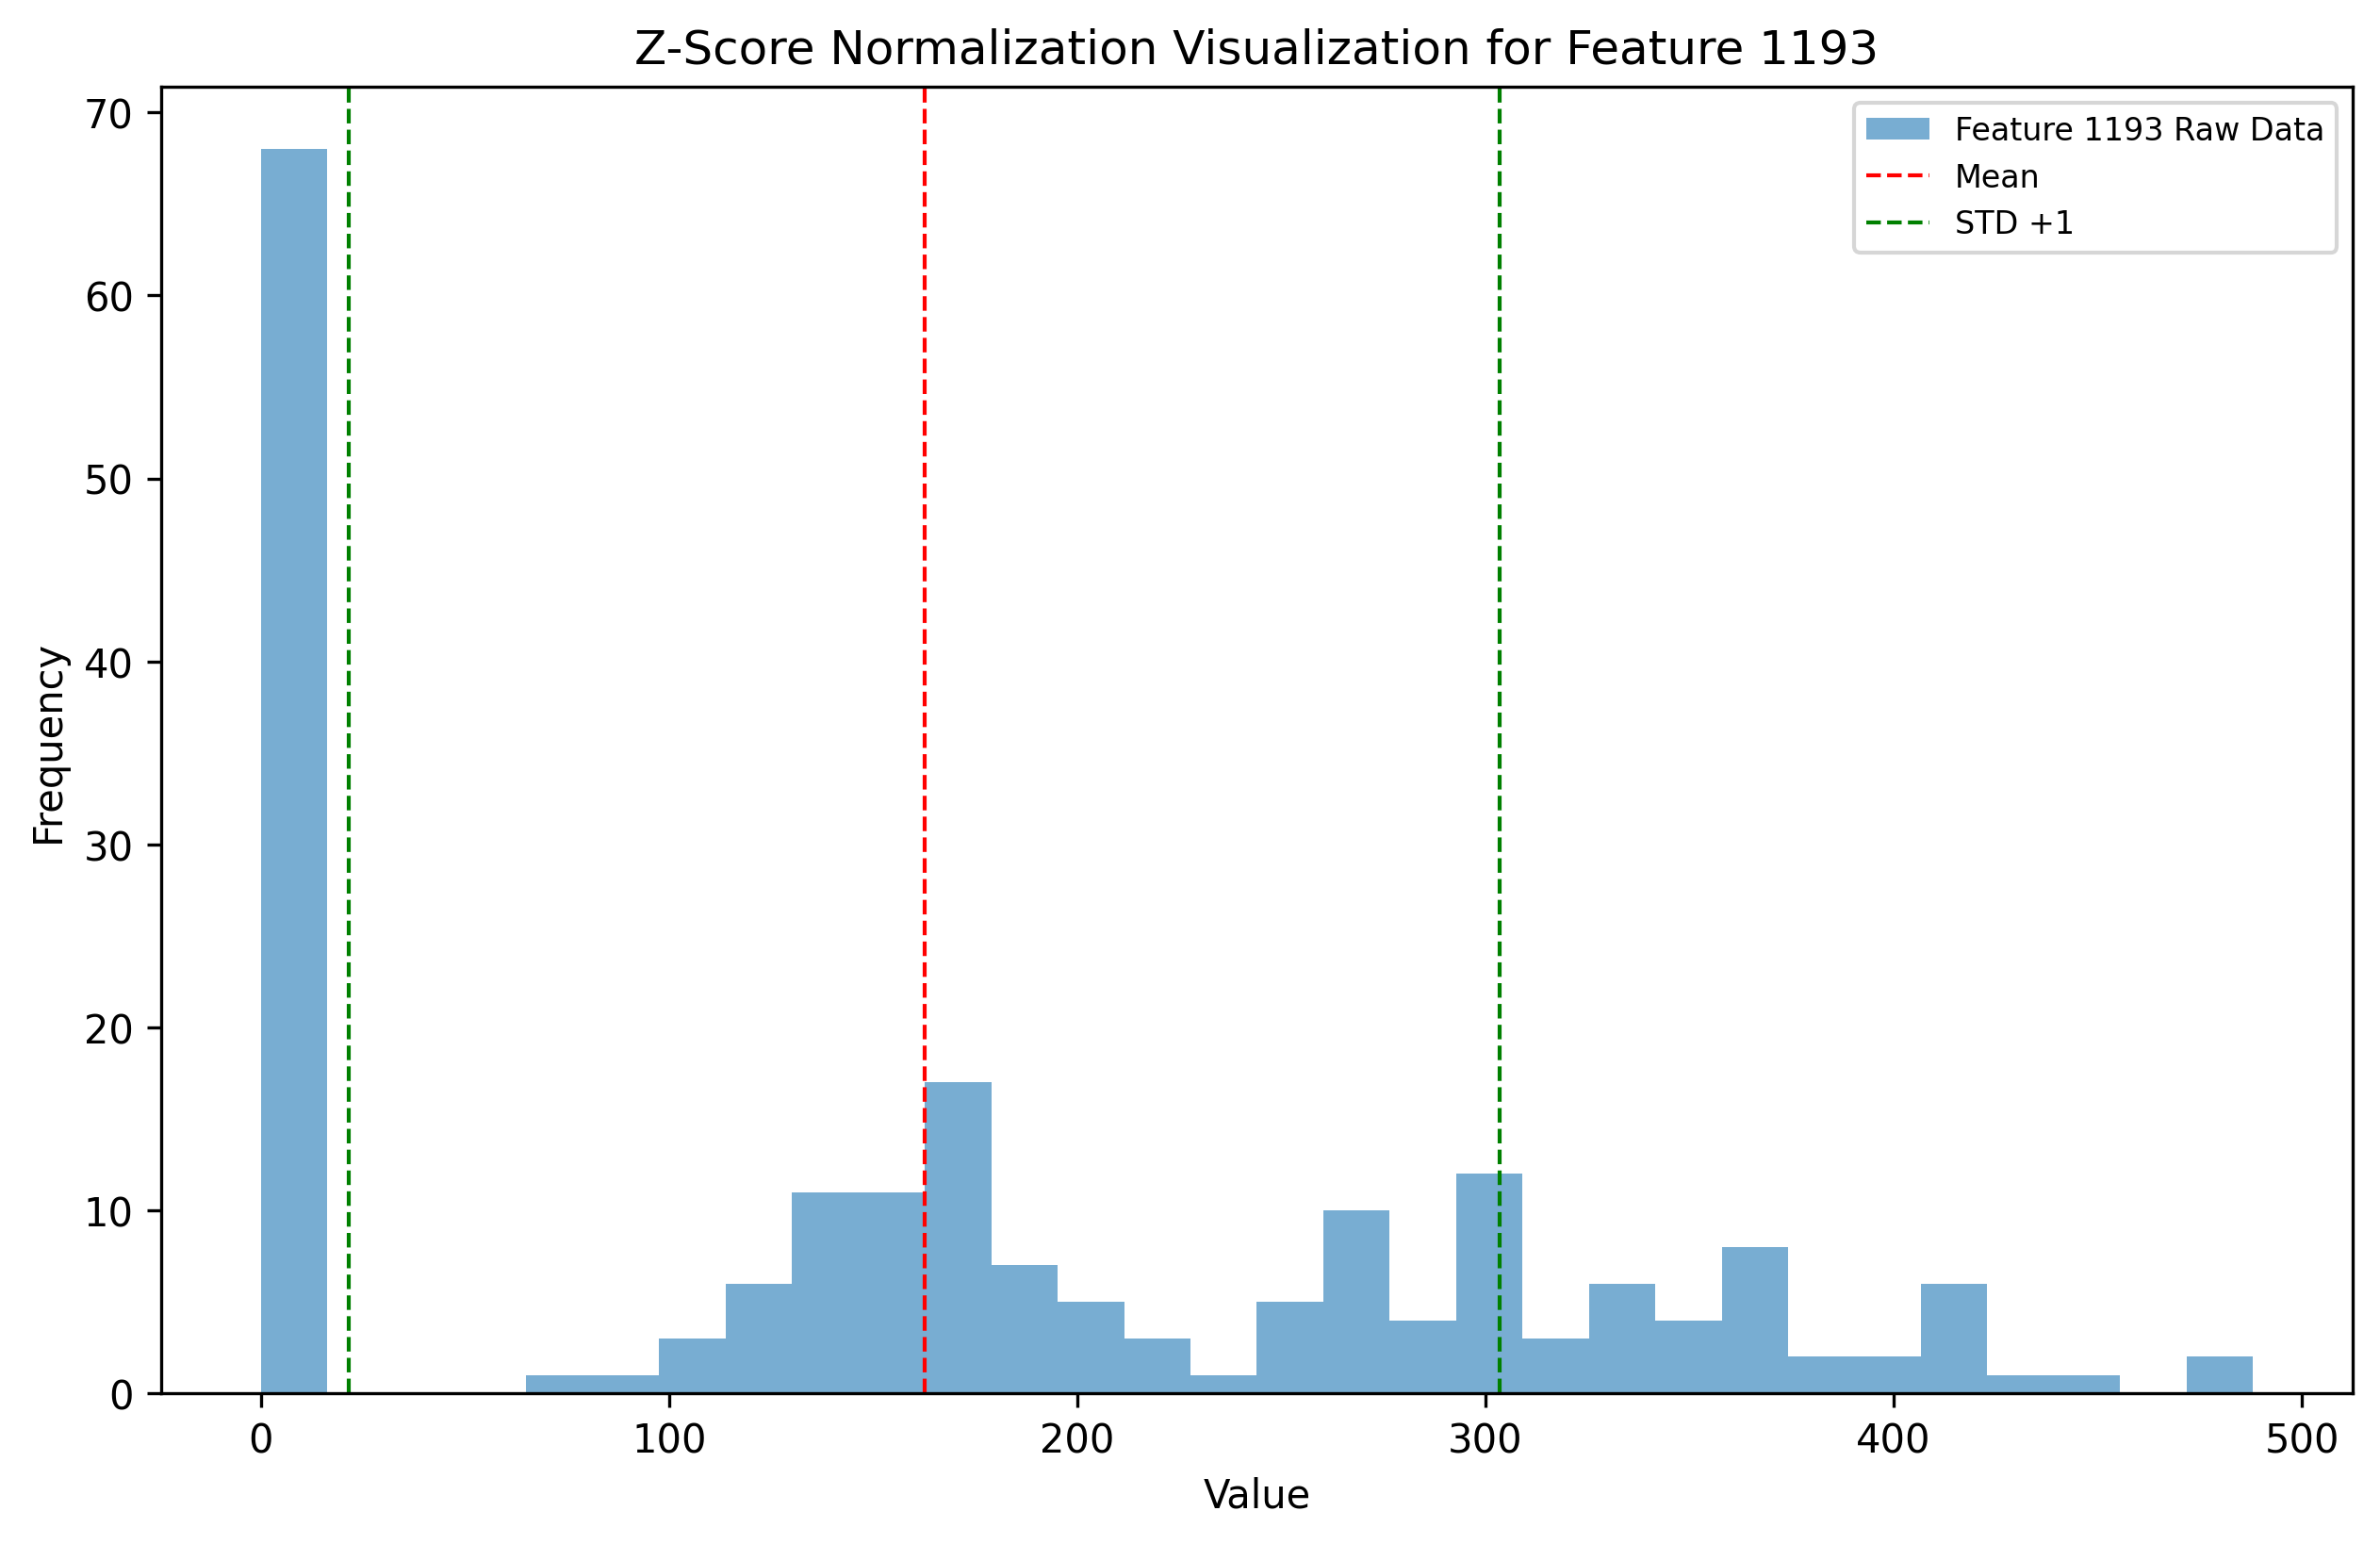 Z-Score Normalization Visualization for Feature 1193
Feature 1193 Raw Data
Mean
STD +1
Frequency
70
60
50
40
30
20
10
0
0 100 200 300 400 500
Value